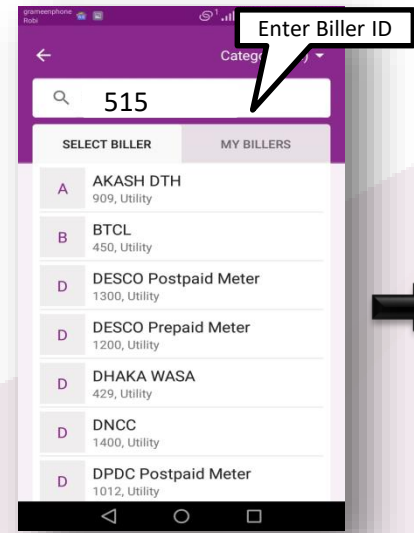 grameenphone
Robi
Enter Biller ID
515
SELECT BILLER
MY BILLERS
A
AKASH DTH
909, Utility
B
BTCL
450, Utility
D
DESCO Postpaid Meter
1300, Utility
D
DESCO Prepaid Meter
1200, Utility
D
DHAKA WASA
429, Utility
D
DNCC
1400, Utility
D
DPDC Postpaid Meter
1012, Utility